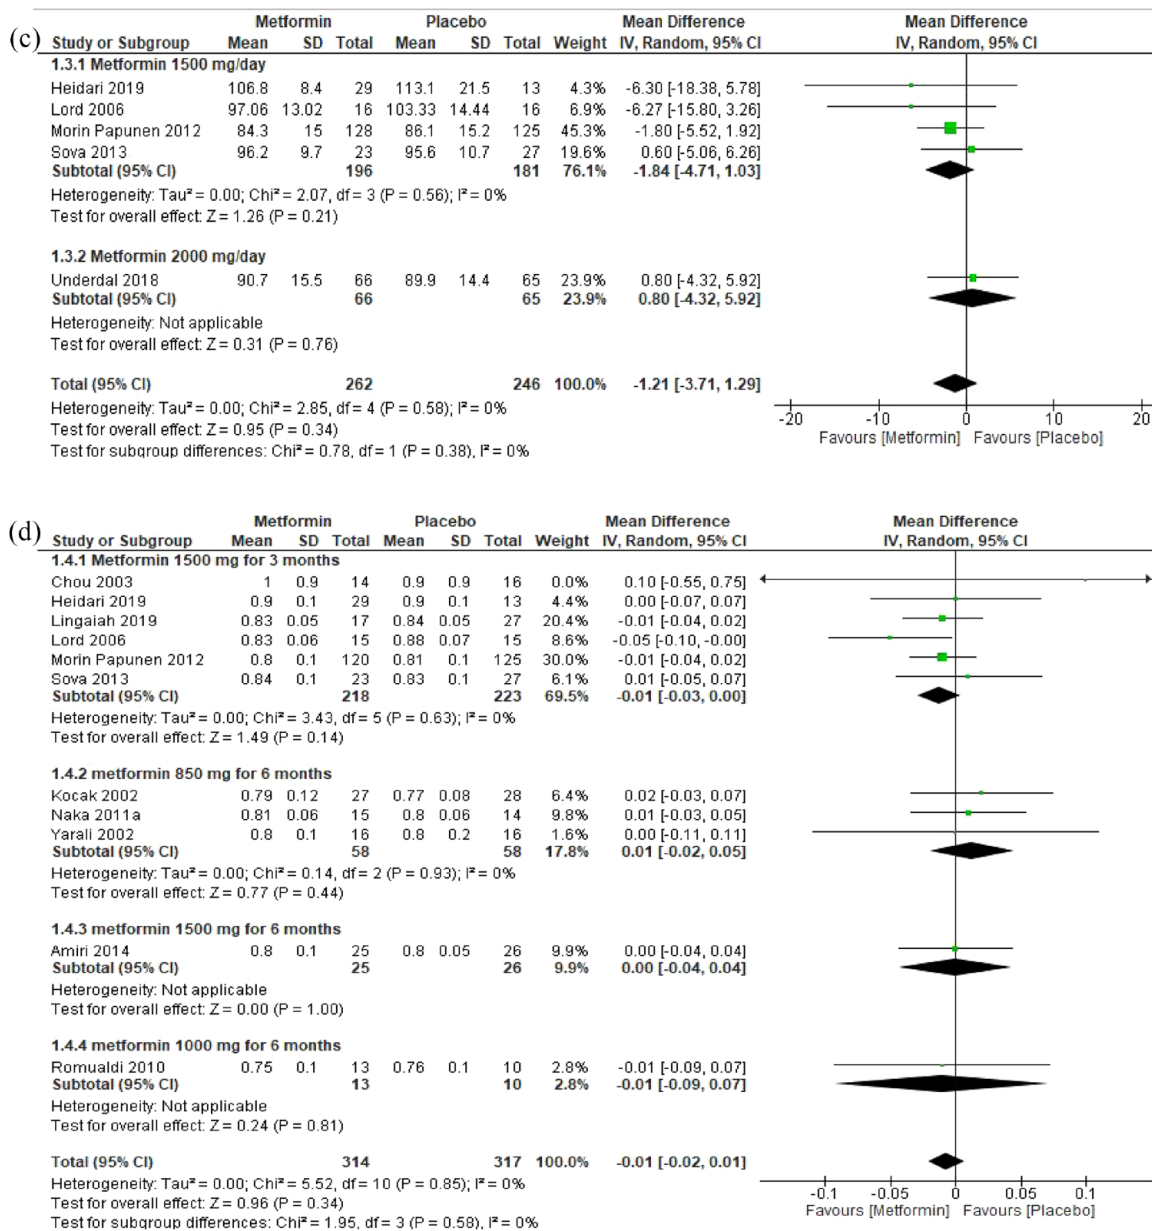 (c)
Metformin Placebo Mean Difference Mean Difference
Study or Subgroup Mean SD Total Mean SD Total Weight IV, Random, 95% CI IV, Random, 95% CI
1.3.1 Metformin 1500 mg/day
Heidari 2019 106.8 8.4 29 113.1 21.5 13 4.3% -6.30 [-18.38, 5.78]
Lord 2006 97.06 13.02 16 103.33 14.44 16 6.9% -6.27 [-15.80, 3.26]
Morin Papunen 2012 84.3 15 128 86.1 15.2 125 45.3% -1.80 [-5.52, 1.92]
Sova 2013 96.2 9.7 23 95.6 10.7 27 19.6% 0.60 [-5.06, 6.26]
Subtotal (95% CI) 196 181 76.1% -1.84 [-4.71, 1.03]
Heterogeneity: Tau² = 0.00; Chi² = 2.07, df = 3 (P = 0.56); I² = 0%
Test for overall effect: Z = 1.26 (P = 0.21)
1.3.2 Metformin 2000 mg/day
Underdal 2018 90.7 15.5 66 89.9 14.4 65 23.9% 0.80 [-4.32, 5.92]
Subtotal (95% CI) 66 65 23.9% 0.80 [-4.32, 5.92]
Heterogeneity: Not applicable
Test for overall effect: Z = 0.31 (P = 0.76)
Total (95% CI) 262 246 100.0% -1.21 [-3.71, 1.29]
Heterogeneity: Tau² = 0.00; Chi² = 2.85, df = 4 (P = 0.58); I² = 0%
Test for overall effect: Z = 0.95 (P = 0.34)
Test for subgroup differences: Chi² = 0.78, df = 1 (P = 0.38), I² = 0%
-20 -10 0 10 20
Favours [Metformin] Favours [Placebo]
(d)
Metformin Placebo Mean Difference Mean Difference
Study or Subgroup Mean SD Total Mean SD Total Weight IV, Random, 95% CI IV, Random, 95% CI
1.4.1 Metformin 1500 mg for 3 months
Chou 2003 1 0.9 14 0.9 0.9 16 0.0% 0.10 [-0.55, 0.75]
Heidari 2019 0.9 0.1 29 0.9 0.1 13 4.4% 0.00 [-0.07, 0.07]
Lingaiah 2019 0.83 0.05 17 0.84 0.05 27 20.4% -0.01 [-0.04, 0.02]
Lord 2006 0.83 0.06 15 0.88 0.07 15 8.6% -0.05 [-0.10, -0.00]
Morin Papunen 2012 0.8 0.1 120 0.81 0.1 125 30.0% -0.01 [-0.04, 0.02]
Sova 2013 0.84 0.1 23 0.83 0.1 27 6.1% 0.01 [-0.05, 0.07]
Subtotal (95% CI) 218 223 69.5% -0.01 [-0.03, 0.00]
Heterogeneity: Tau² = 0.00; Chi² = 3.43, df = 5 (P = 0.63); I² = 0%
Test for overall effect: Z = 1.49 (P = 0.14)
1.4.2 metformin 850 mg for 6 months
Kocak 2002 0.79 0.12 27 0.77 0.08 28 6.4% 0.02 [-0.03, 0.07]
Naka 2011a 0.81 0.06 15 0.8 0.06 14 9.8% 0.01 [-0.03, 0.05]
Yarali 2002 0.8 0.1 16 0.8 0.2 16 1.6% 0.00 [-0.11, 0.11]
Subtotal (95% CI) 58 58 17.8% 0.01 [-0.02, 0.05]
Heterogeneity: Tau² = 0.00; Chi² = 0.14, df = 2 (P = 0.93); I² = 0%
Test for overall effect: Z = 0.77 (P = 0.44)
1.4.3 metformin 1500 mg for 6 months
Amiri 2014 0.8 0.1 25 0.8 0.05 26 9.9% 0.00 [-0.04, 0.04]
Subtotal (95% CI) 25 26 9.9% 0.00 [-0.04, 0.04]
Heterogeneity: Not applicable
Test for overall effect: Z = 0.00 (P = 1.00)
1.4.4 metformin 1000 mg for 6 months
Romualdi 2010 0.75 0.1 13 0.76 0.1 10 2.8% -0.01 [-0.09, 0.07]
Subtotal (95% CI) 13 10 2.8% -0.01 [-0.09, 0.07]
Heterogeneity: Not applicable
Test for overall effect: Z = 0.24 (P = 0.81)
Total (95% CI) 314 317 100.0% -0.01 [-0.02, 0.01]
Heterogeneity: Tau² = 0.00; Chi² = 5.52, df = 10 (P = 0.85); I² = 0%
Test for overall effect: Z = 0.96 (P = 0.34)
Test for subgroup differences: Chi² = 1.95, df = 3 (P = 0.58), I² = 0%
-0.1 -0.05 0 0.05 0.1
Favours [Metformin] Favours [Placebo]